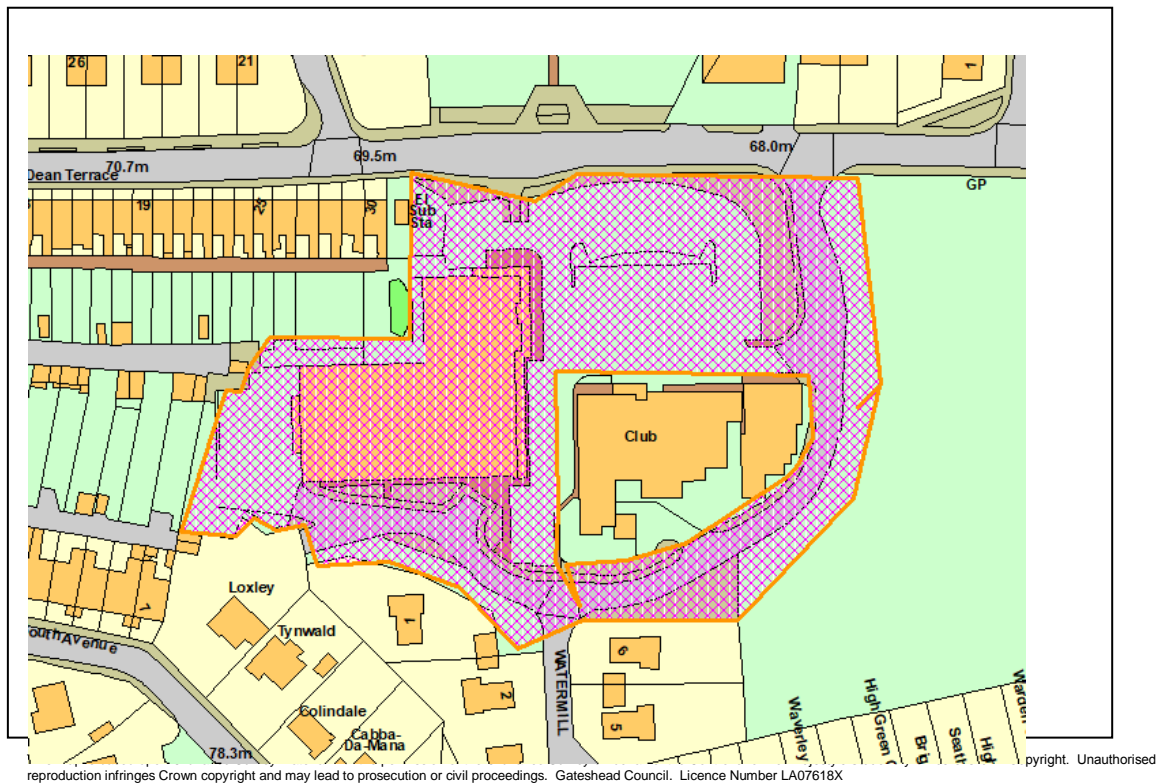 26
21
1
70.7m
69.5m
68.0m
Dean Terrace
GP
19
25
30
El
Sub
Sta
Club
Loxley
Tynwald
Colindale
Cabba-
Da-Mana
7
outh Avenue
78.3m
1
2
WATERMILL
6
5
Waverley
High Green C
Brig
Seath
High
Warden
pyright. Unauthorised
reproduction infringes Crown copyright and may lead to prosecution or civil proceedings. Gateshead Council. Licence Number LA07618X